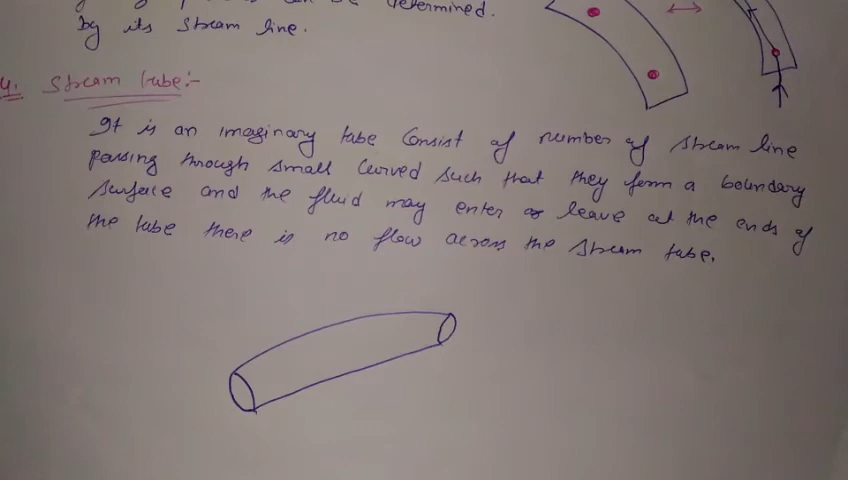 determined.
by its stream line.
4. Stream tube:-
It is an imaginary tube consist of number of stream line
passing through small curved such that they form a boundary
surface and the fluid may enter or leave at the ends of
the tube there is no flow across the stream tube.